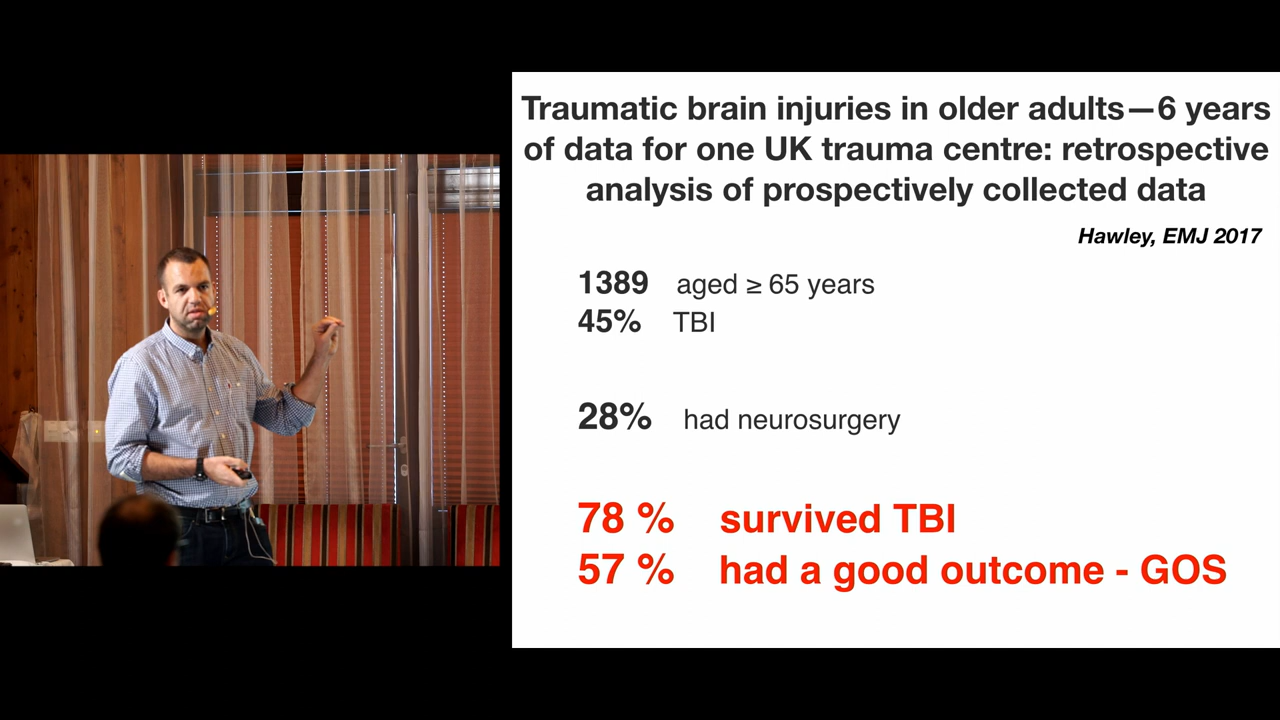 Traumatic brain injuries in older adults—6 years
of data for one UK trauma centre: retrospective
analysis of prospectively collected data
Hawley, EMJ 2017
1389 aged ≥ 65 years
45% TBI
28% had neurosurgery
78 % survived TBI
57 % had a good outcome - GOS